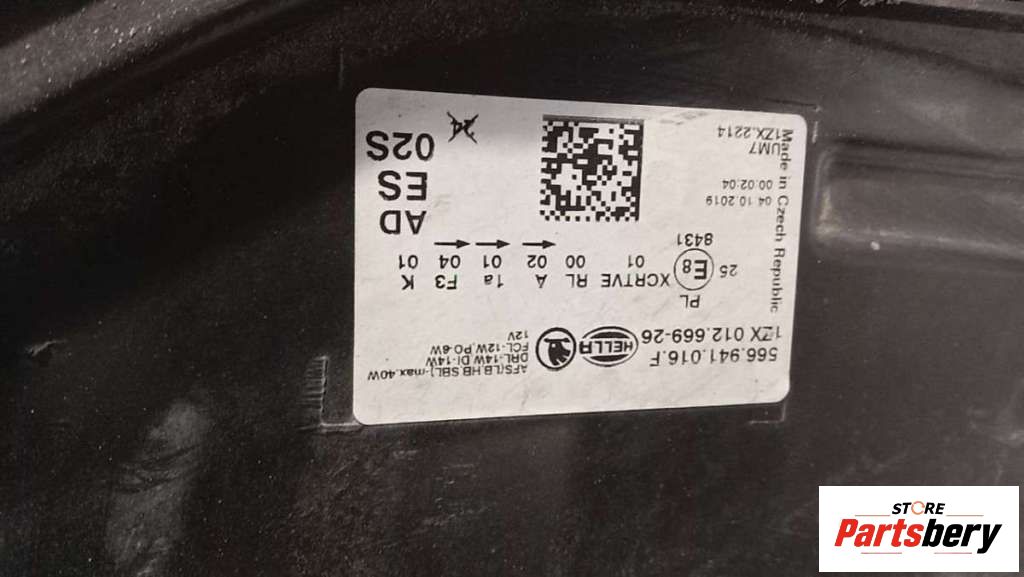 566.941.016.F
1ZX 012.669-26
HELLA
AFS(LB.HB.SBL)-max.40W
DRL-14W,DI-14W
FCL-12W,PO-6W
12V
PL
25 E8 XCRTVE RL A 1a F3 K
8431
01 00 02 01 04 01
→ → →
AD
ES
02S
24
04.10.2019
00:02:04
UM7
1ZX.2214
Made in Czech Republic
STORE
Partsbery